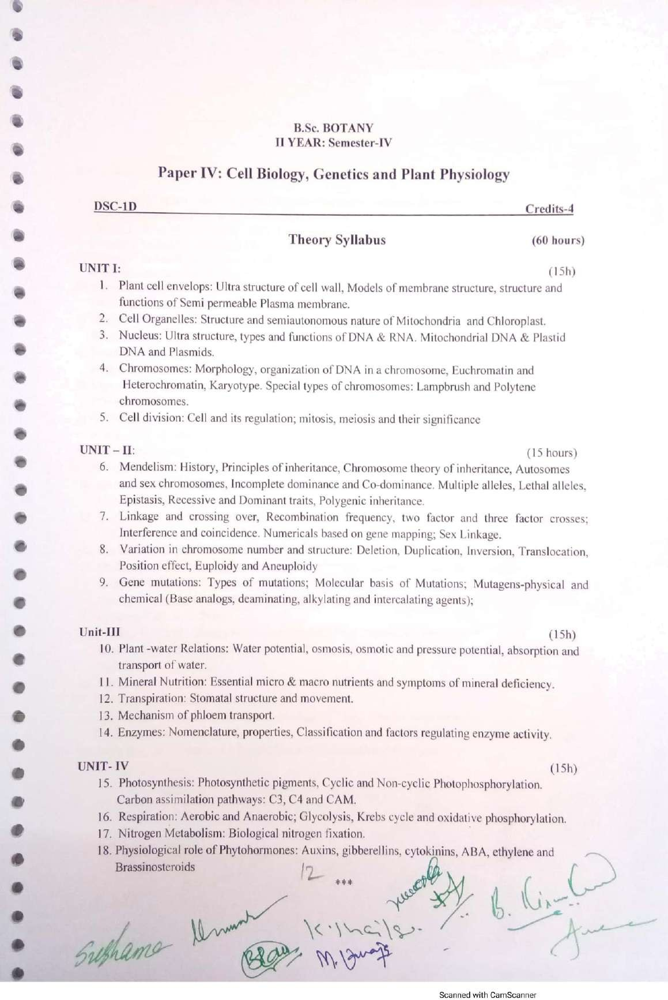 B.Sc. BOTANY
II YEAR: Semester-IV
Paper IV: Cell Biology, Genetics and Plant Physiology
DSC-1D Credits-4
Theory Syllabus (60 hours)
UNIT I: (15h)
1. Plant cell envelops: Ultra structure of cell wall, Models of membrane structure, structure and
functions of Semi permeable Plasma membrane.
2. Cell Organelles: Structure and semiautonomous nature of Mitochondria and Chloroplast.
3. Nucleus: Ultra structure, types and functions of DNA & RNA. Mitochondrial DNA & Plastid
DNA and Plasmids.
4. Chromosomes: Morphology, organization of DNA in a chromosome, Euchromatin and
Heterochromatin, Karyotype. Special types of chromosomes: Lampbrush and Polytene
chromosomes.
5. Cell division: Cell and its regulation; mitosis, meiosis and their significance
UNIT – II: (15 hours)
6. Mendelism: History, Principles of inheritance, Chromosome theory of inheritance, Autosomes
and sex chromosomes, Incomplete dominance and Co-dominance. Multiple alleles, Lethal alleles,
Epistasis, Recessive and Dominant traits, Polygenic inheritance.
7. Linkage and crossing over, Recombination frequency, two factor and three factor crosses;
Interference and coincidence. Numericals based on gene mapping; Sex Linkage.
8. Variation in chromosome number and structure: Deletion, Duplication, Inversion, Translocation,
Position effect, Euploidy and Aneuploidy
9. Gene mutations: Types of mutations; Molecular basis of Mutations; Mutagens-physical and
chemical (Base analogs, deaminating, alkylating and intercalating agents);
Unit-III (15h)
10. Plant -water Relations: Water potential, osmosis, osmotic and pressure potential, absorption and
transport of water.
11. Mineral Nutrition: Essential micro & macro nutrients and symptoms of mineral deficiency.
12. Transpiration: Stomatal structure and movement.
13. Mechanism of phloem transport.
14. Enzymes: Nomenclature, properties, Classification and factors regulating enzyme activity.
UNIT- IV (15h)
15. Photosynthesis: Photosynthetic pigments, Cyclic and Non-cyclic Photophosphorylation.
Carbon assimilation pathways: C3, C4 and CAM.
16. Respiration: Aerobic and Anaerobic; Glycolysis, Krebs cycle and oxidative phosphorylation.
17. Nitrogen Metabolism: Biological nitrogen fixation.
18. Physiological role of Phytohormones: Auxins, gibberellins, cytokinins, ABA, ethylene and
Brassinosteroids
12
***
Sushama
Scanned with CamScanner